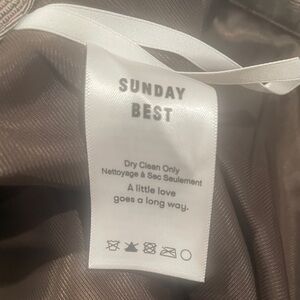 SUNDAY
BEST
Dry Clean Only
Nettoyage à Sec Seulement
A little love
goes a long way.